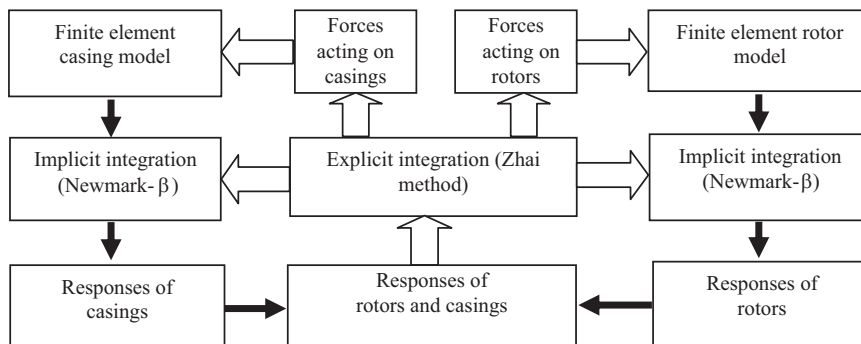 Finite element
casing model
Forces
acting on
casings
Forces
acting on
rotors
Finite element rotor
model
Implicit integration
(Newmark- β)
Explicit integration (Zhai
method)
Implicit integration
(Newmark-β)
Responses of
casings
Responses of
rotors and casings
Responses of
rotors